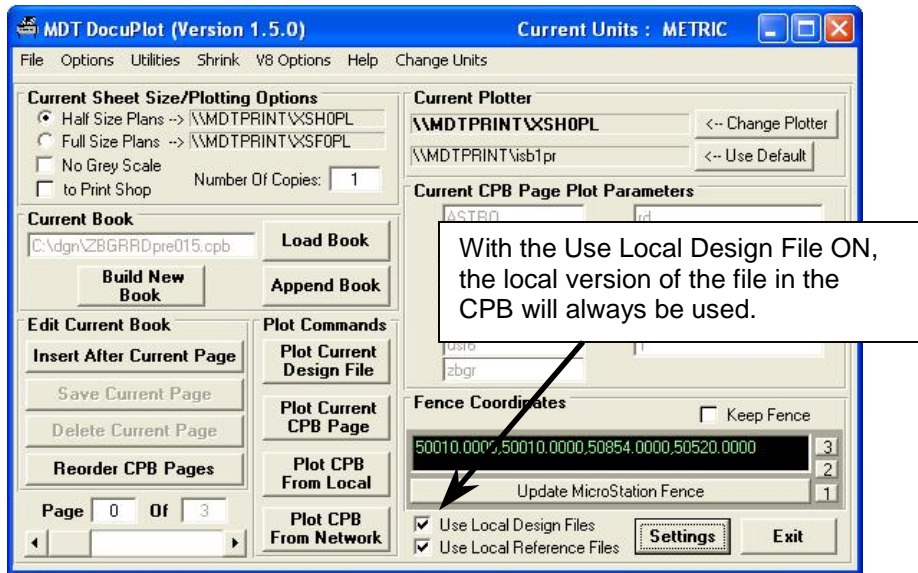 MDT DocuPlot (Version 1.5.0) Current Units : METRIC
File Options Utilities Shrink V8 Options Help Change Units
Current Sheet Size/Plotting Options
Half Size Plans --> \\MDTPRINT\XSH0PL
Full Size Plans --> \\MDTPRINT\XSF0PL
No Grey Scale
to Print Shop
Number Of Copies: 1
Current Plotter
\\MDTPRINT\XSH0PL
<-- Change Plotter
\\MDTPRINT\isb1pr
<-- Use Default
Current Book
C:\dgn\ZBGRRDpre015.cpb
Load Book
Build New
Book
Append Book
Current CPB Page Plot Parameters
ASTRO
rd
With the Use Local Design File ON,
the local version of the file in the
CPB will always be used.
zbgr
Edit Current Book
Insert After Current Page
Save Current Page
Delete Current Page
Reorder CPB Pages
Page 0 Of 3
Plot Commands
Plot Current
Design File
Plot Current
CPB Page
Plot CPB
From Local
Plot CPB
From Network
Fence Coordinates
Keep Fence
50010.0000,50010.0000,50854.0000,50520.0000
3
2
1
Update MicroStation Fence
Use Local Design Files
Use Local Reference Files
Settings
Exit